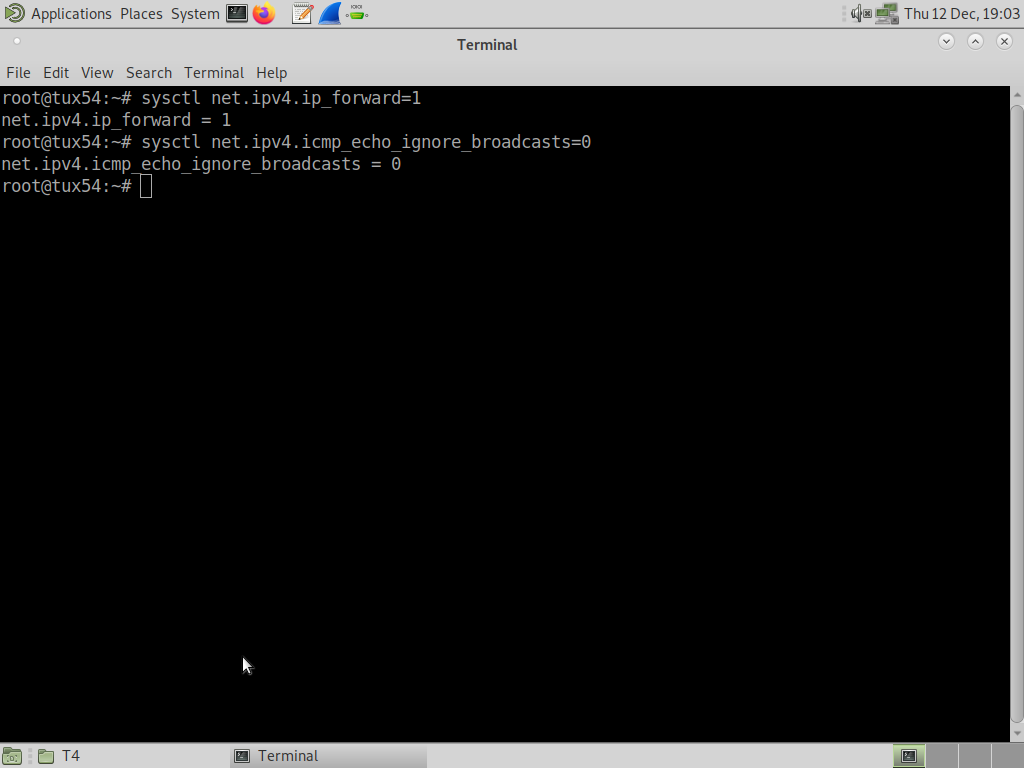 Applications Places System Thu 12 Dec, 19:03
Terminal
File Edit View Search Terminal Help
root@tux54:~# sysctl net.ipv4.ip_forward=1
net.ipv4.ip_forward = 1
root@tux54:~# sysctl net.ipv4.icmp_echo_ignore_broadcasts=0
net.ipv4.icmp_echo_ignore_broadcasts = 0
root@tux54:~#
T4 Terminal